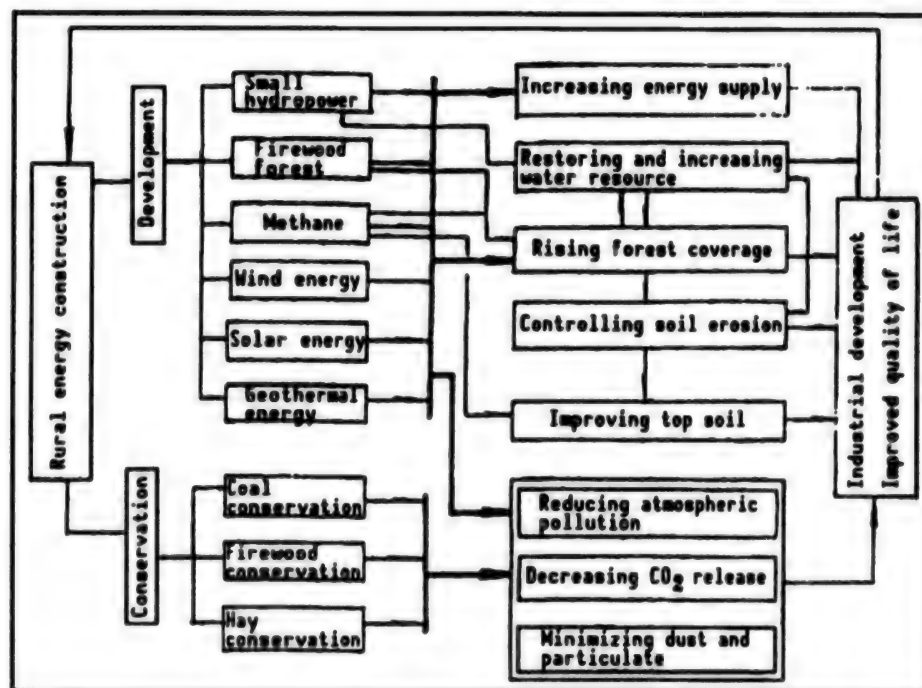 Rural energy construction
Development
Conservation
Small
hydropower
Firewood
forest
Methane
Wind energy
Solar energy
Geothermal
energy
Coal
conservation
Firewood
conservation
Hay
conservation
Increasing energy supply
Restoring and increasing
water resource
Rising forest coverage
Controlling soil erosion
Improving top soil
Reducing atmospheric
pollution
Decreasing CO₂ release
Minimizing dust and
particulate
Industrial development
Improved quality of life